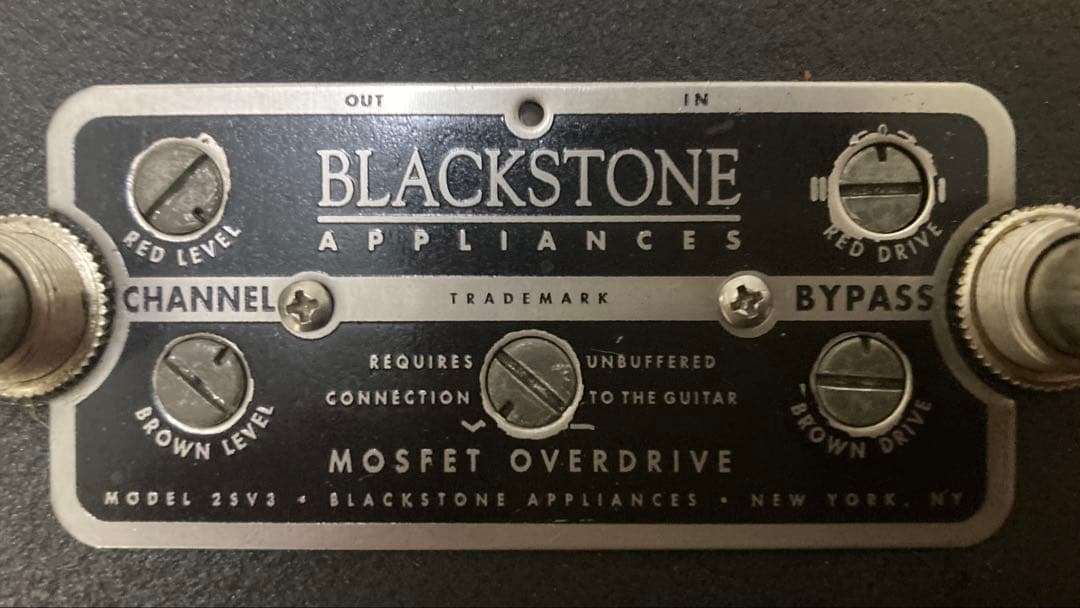 OUT IN
BLACKSTONE
APPLIANCES
RED LEVEL
RED DRIVE
CHANNEL
TRADEMARK
BYPASS
REQUIRES UNBUFFERED
CONNECTION TO THE GUITAR
BROWN LEVEL
BROWN DRIVE
MOSFET OVERDRIVE
MODEL 2SV3 • BLACKSTONE APPLIANCES • NEW YORK, NY